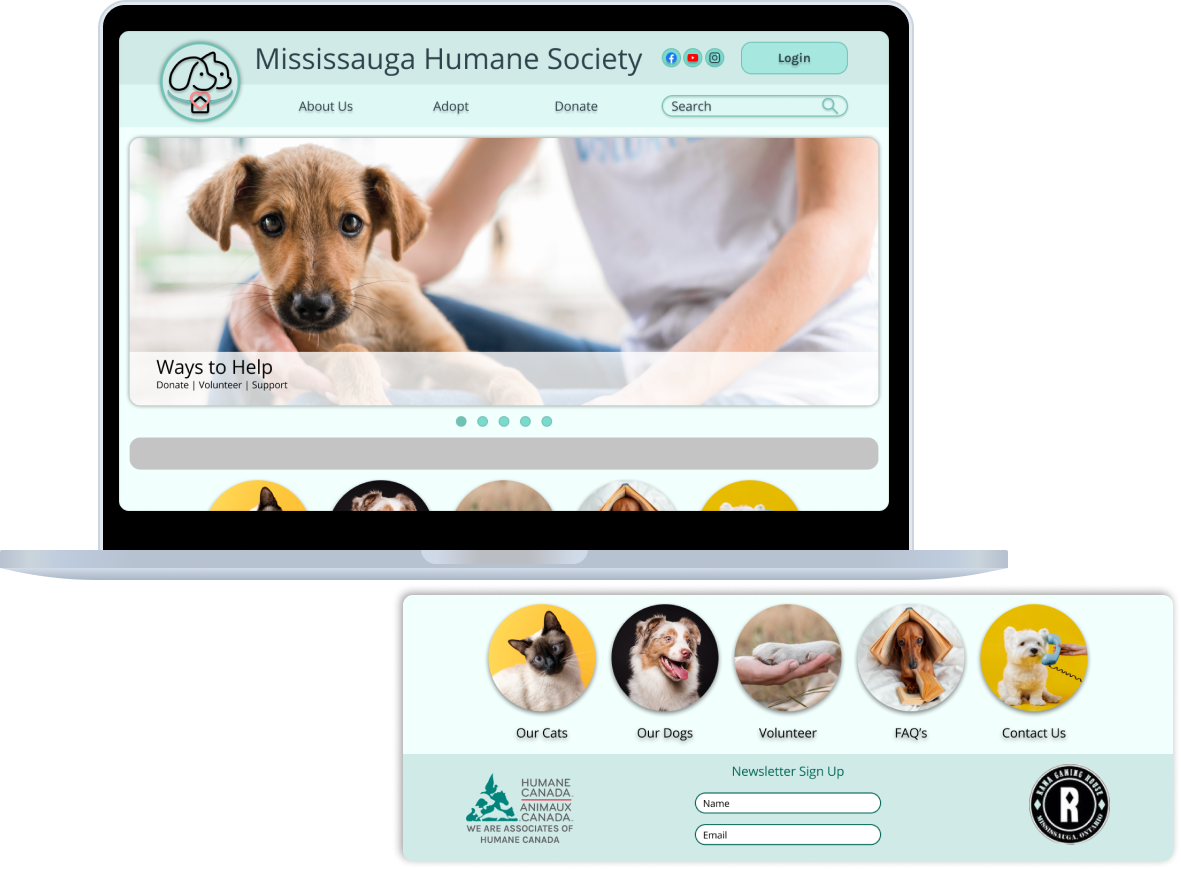 Mississauga Humane Society
Login
About Us
Adopt
Donate
Search
Ways to Help
Donate | Volunteer | Support
Our Cats
Our Dogs
Volunteer
FAQ's
Contact Us
HUMANE
CANADA
ANIMAUX
CANADA
WE ARE ASSOCIATES OF
HUMANE CANADA
Newsletter Sign Up
Name
Email
RAMA GAMING HOUSE
R
MISSISSAUGA, ONTARIO